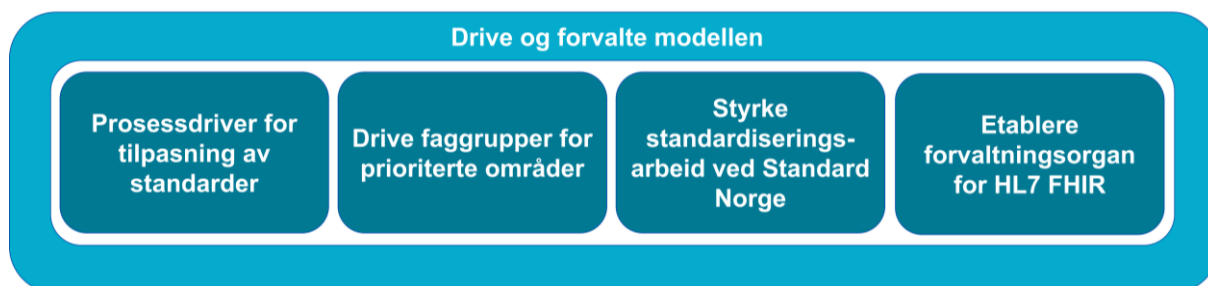 Drive og forvalte modellen
Prosessdriver for
tilpasning av
standarder
Drive faggrupper for
prioriterte områder
Styrke
standardiserings-
arbeid ved Standard
Norge
Etablere
forvaltningsorgan
for HL7 FHIR